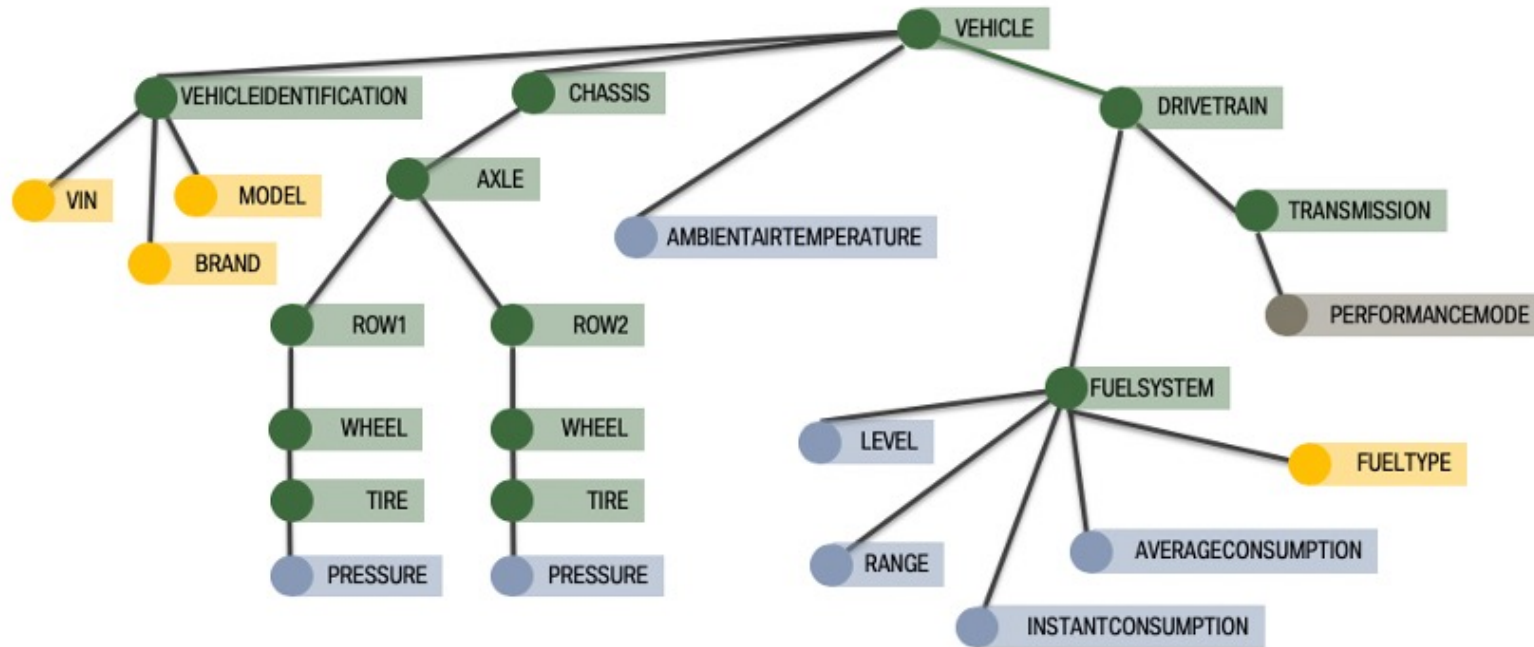 VEHICLE
VEHICLEIDENTIFICATION
CHASSIS
DRIVETRAIN
VIN
MODEL
AXLE
BRAND
AMBIENTAIRTEMPERATURE
TRANSMISSION
ROW1
ROW2
PERFORMANCEMODE
WHEEL
WHEEL
FUELSYSTEM
LEVEL
FUELTYPE
TIRE
TIRE
PRESSURE
PRESSURE
RANGE
AVERAGECONSUMPTION
INSTANTCONSUMPTION